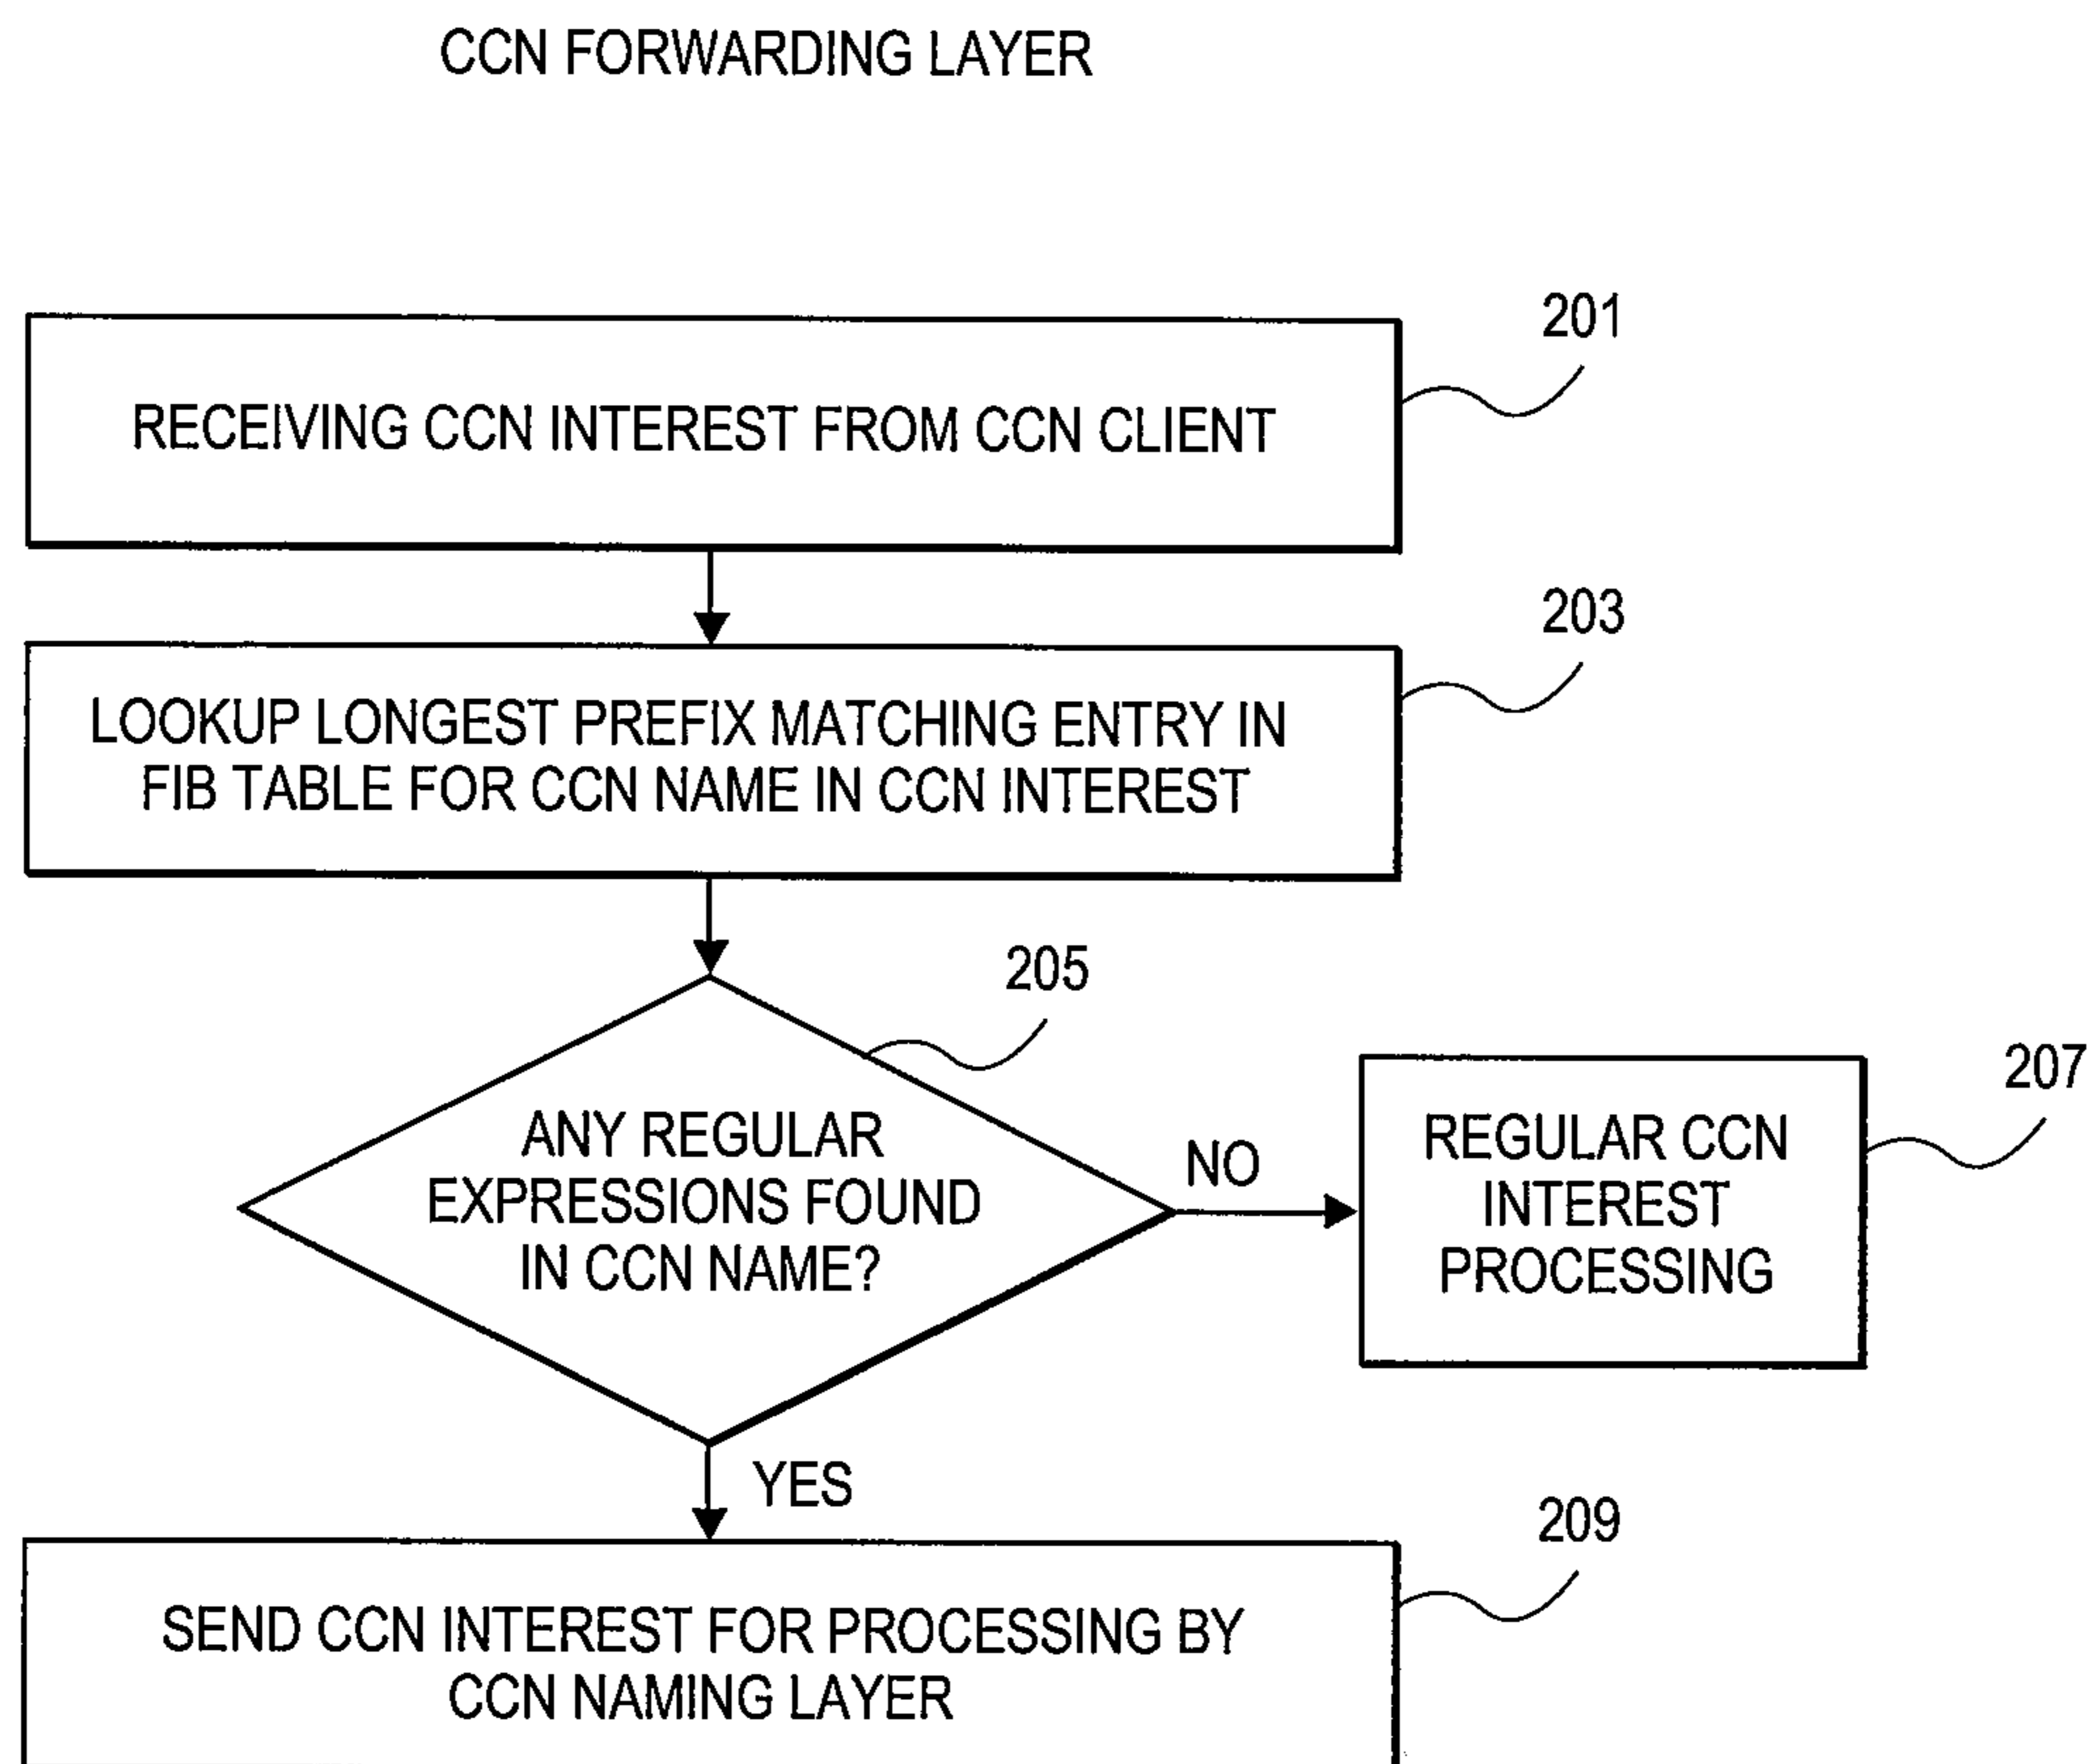 CCN FORWARDING LAYER
201
RECEIVING CCN INTEREST FROM CCN CLIENT
203
LOOKUP LONGEST PREFIX MATCHING ENTRY IN
FIB TABLE FOR CCN NAME IN CCN INTEREST
205
ANY REGULAR
EXPRESSIONS FOUND
IN CCN NAME?
NO
207
REGULAR CCN
INTEREST
PROCESSING
YES
209
SEND CCN INTEREST FOR PROCESSING BY
CCN NAMING LAYER